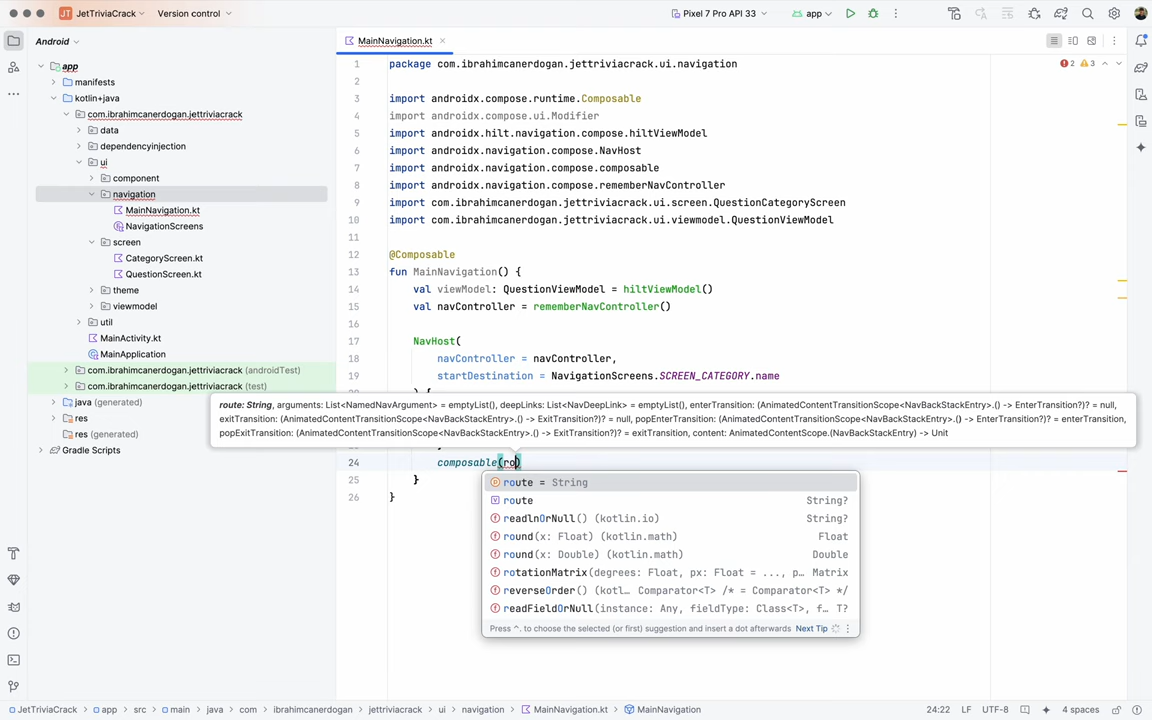 JT JetTriviaCrack
Version control
Pixel 7 Pro API 33
app
Android
MainNavigation.kt
app
manifests
kotlin+java
com.ibrahimcanerdogan.jettriviacrack
data
dependencyinjection
ui
component
navigation
MainNavigation.kt
NavigationScreens
screen
CategoryScreen.kt
QuestionScreen.kt
theme
viewmodel
util
MainActivity.kt
MainApplication
com.ibrahimcanerdogan.jettriviacrack (androidTest)
com.ibrahimcanerdogan.jettriviacrack (test)
java (generated)
res
res (generated)
Gradle Scripts
2 3
1 package com.ibrahimcanerdogan.jettriviacrack.ui.navigation
2
3 import androidx.compose.runtime.Composable
4 import androidx.compose.ui.Modifier
5 import androidx.hilt.navigation.compose.hiltViewModel
6 import androidx.navigation.compose.NavHost
7 import androidx.navigation.compose.composable
8 import androidx.navigation.compose.rememberNavController
9 import com.ibrahimcanerdogan.jettriviacrack.ui.screen.QuestionCategoryScreen
10 import com.ibrahimcanerdogan.jettriviacrack.ui.viewmodel.QuestionViewModel
11
12 @Composable
13 fun MainNavigation() {
14 val viewModel: QuestionViewModel = hiltViewModel()
15 val navController = rememberNavController()
16
17 NavHost(
18 navController = navController,
19 startDestination = NavigationScreens.SCREEN_CATEGORY.name
route: String, arguments: List<NamedNavArgument> = emptyList(), deepLinks: List<NavDeepLink> = emptyList(), enterTransition: (AnimatedContentTransitionScope<NavBackStackEntry>.() -> EnterTransition?)? = null,
exitTransition: (AnimatedContentTransitionScope<NavBackStackEntry>.() -> ExitTransition?)? = null, popEnterTransition: (AnimatedContentTransitionScope<NavBackStackEntry>.() -> EnterTransition?)? = enterTransition,
popExitTransition: (AnimatedContentTransitionScope<NavBackStackEntry>.() -> ExitTransition?)? = exitTransition, content: AnimatedContentScope.(NavBackStackEntry) -> Unit
24 composable(ro)
25 }
26 }
route = String
route String?
readlnOrNull() (kotlin.io) String?
round(x: Float) (kotlin.math) Float
round(x: Double) (kotlin.math) Double
rotationMatrix(degrees: Float, px: Float = ..., p... Matrix
reverseOrder() (kotl... Comparator<T> /* = Comparator<T> */
readFieldOrNull(instance: Any, fieldType: Class<T>, f... T?
Press ^. to choose the selected (or first) suggestion and insert a dot afterwards Next Tip
JetTriviaCrack > app > src > main > java > com > ibrahimcanerdogan > jettriviacrack > ui > navigation > MainNavigation.kt > MainNavigation
24:22 LF UTF-8 4 spaces